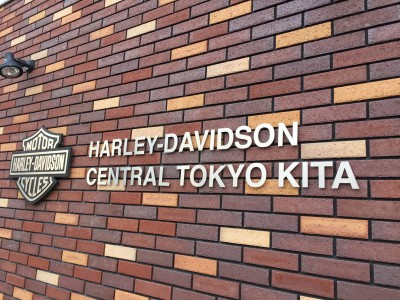 MOTOR
HARLEY-DAVIDSON
CYCLES
HARLEY-DAVIDSON
CENTRAL TOKYO KITA